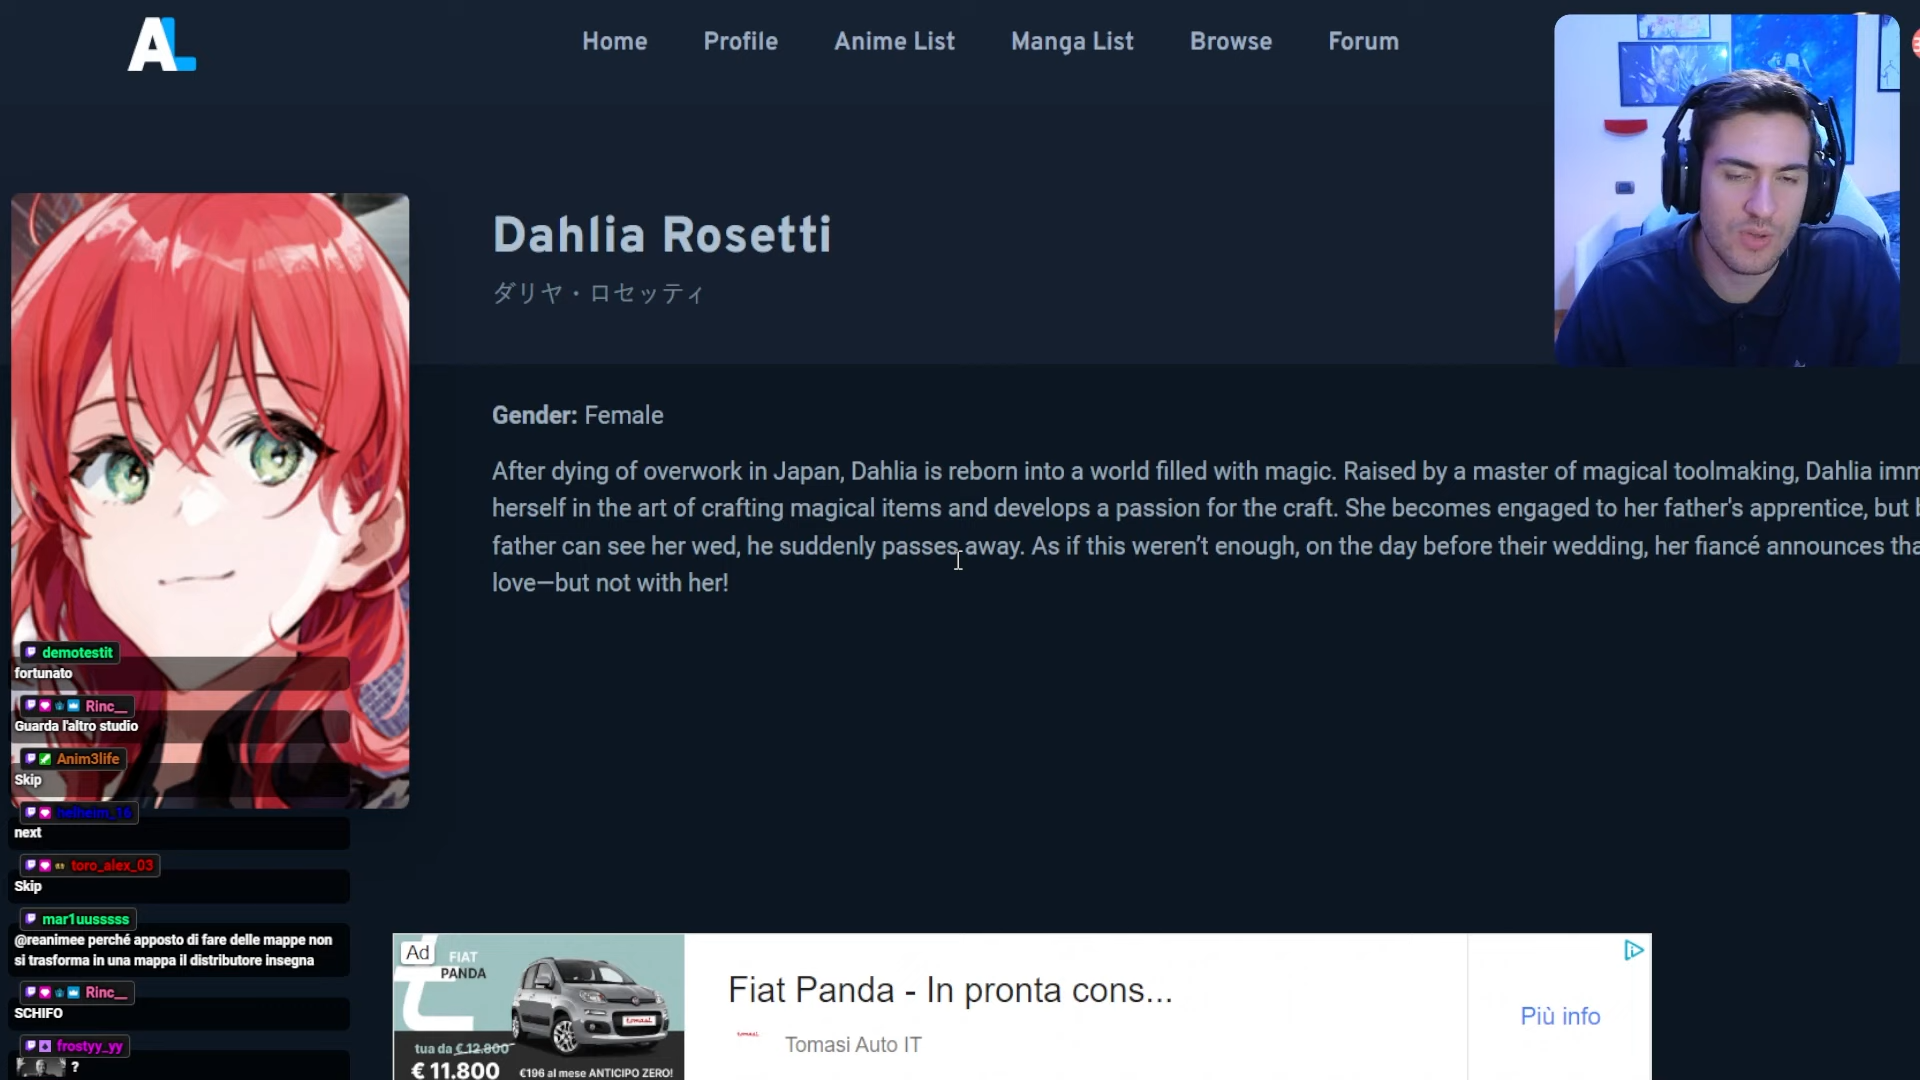 AL
Home Profile Anime List Manga List Browse Forum
Dahlia Rosetti
ダリヤ・ロセッティ
Gender: Female
After dying of overwork in Japan, Dahlia is reborn into a world filled with magic. Raised by a master of magical toolmaking, Dahlia imm
herself in the art of crafting magical items and develops a passion for the craft. She becomes engaged to her father's apprentice, but b
father can see her wed, he suddenly passes away. As if this weren’t enough, on the day before their wedding, her fiancé announces tha
love—but not with her!
demotestit
fortunato
Rinc__
Guarda l'altro studio
Anim3life
Skip
helheim_16
next
toro_alex_03
Skip
mar1uusssss
@reanimee perché apposto di fare delle mappe non
si trasforma in una mappa il distributore insegna
Rinc__
SCHIFO
frostyy_yy
?
Ad
FIAT
PANDA
tua da € 12.800
€ 11.800
€196 al mese ANTICIPO ZERO!
Fiat Panda - In pronta cons...
Tomasi Auto IT
Più info